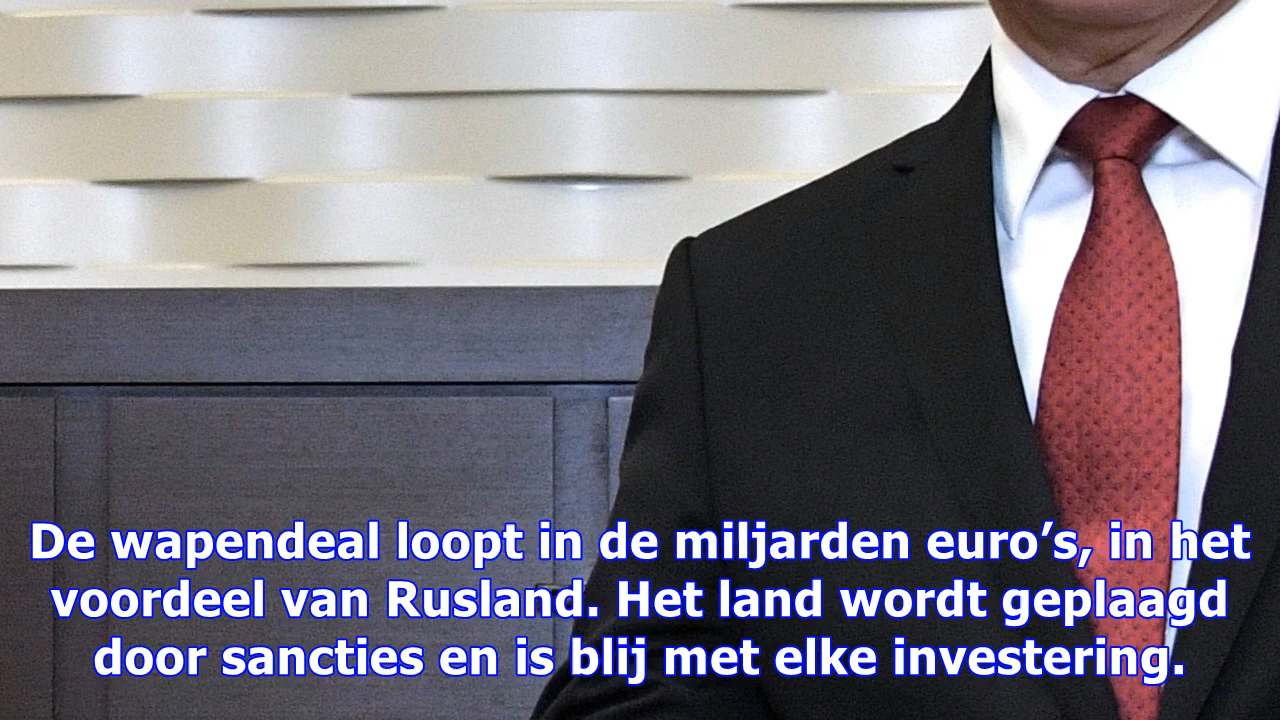 De wapendeal loopt in de miljarden euro’s, in het
voordeel van Rusland. Het land wordt geplaagd
door sancties en is blij met elke investering.